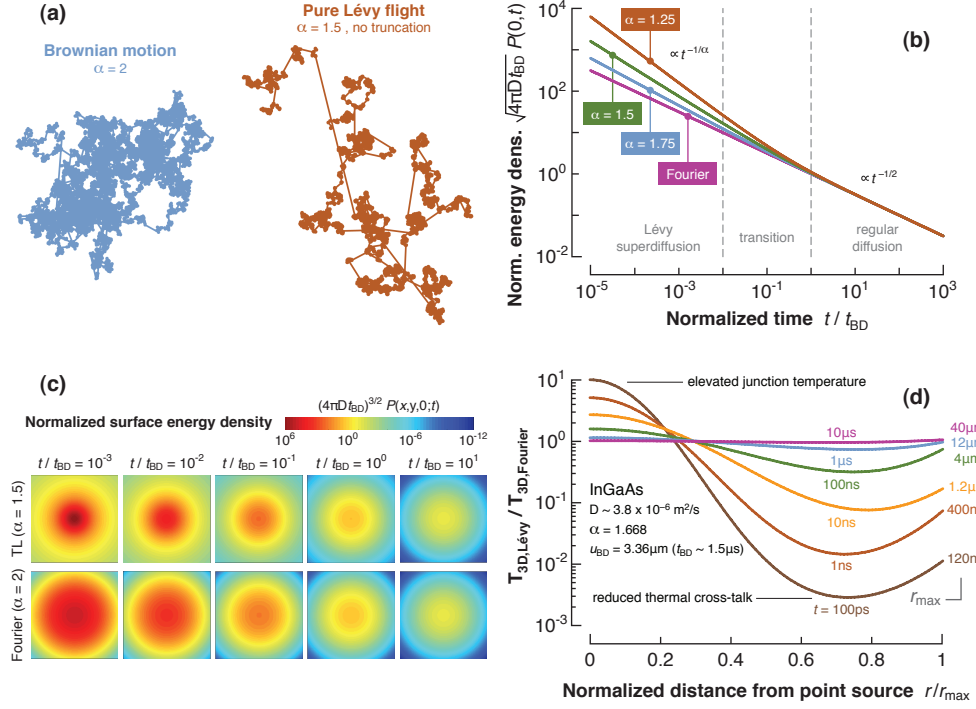 (a)
Brownian motion
α = 2
Pure Lévy flight
α = 1.5 , no truncation
(b)
Norm. energy dens. √4πDt_BD P(0,t)
10^4
10^2
10^0
10^-2
α = 1.25
α = 1.5
α = 1.75
Fourier
∝ t^-1/α
∝ t^-1/2
Lévy superdiffusion
transition
regular diffusion
10^-5
10^-3
10^-1
10^1
10^3
Normalized time t / t_BD
(c)
Normalized surface energy density
(4πDt_BD)^3/2 P(x,y,0;t)
10^6
10^0
10^-12
t / t_BD = 10^-3
t / t_BD = 10^-2
t / t_BD = 10^-1
t / t_BD = 10^0
t / t_BD = 10^1
TL (α = 1.5)
Fourier (α = 2)
(d)
T_3D,Lévy / T_3D,Fourier
10^1
10^0
10^-1
10^-2
10^-3
elevated junction temperature
InGaAs
D ~ 3.8 x 10^-6 m²/s
α = 1.668
u_BD = 3.36μm (t_BD ~ 1.5μs)
reduced thermal cross-talk
10μs
1μs
100ns
10ns
1ns
t = 100ps
40μm
12μm
4μm
1.2μ
400n
120n
r_max
0
0.2
0.4
0.6
0.8
1
Normalized distance from point source r/r_max